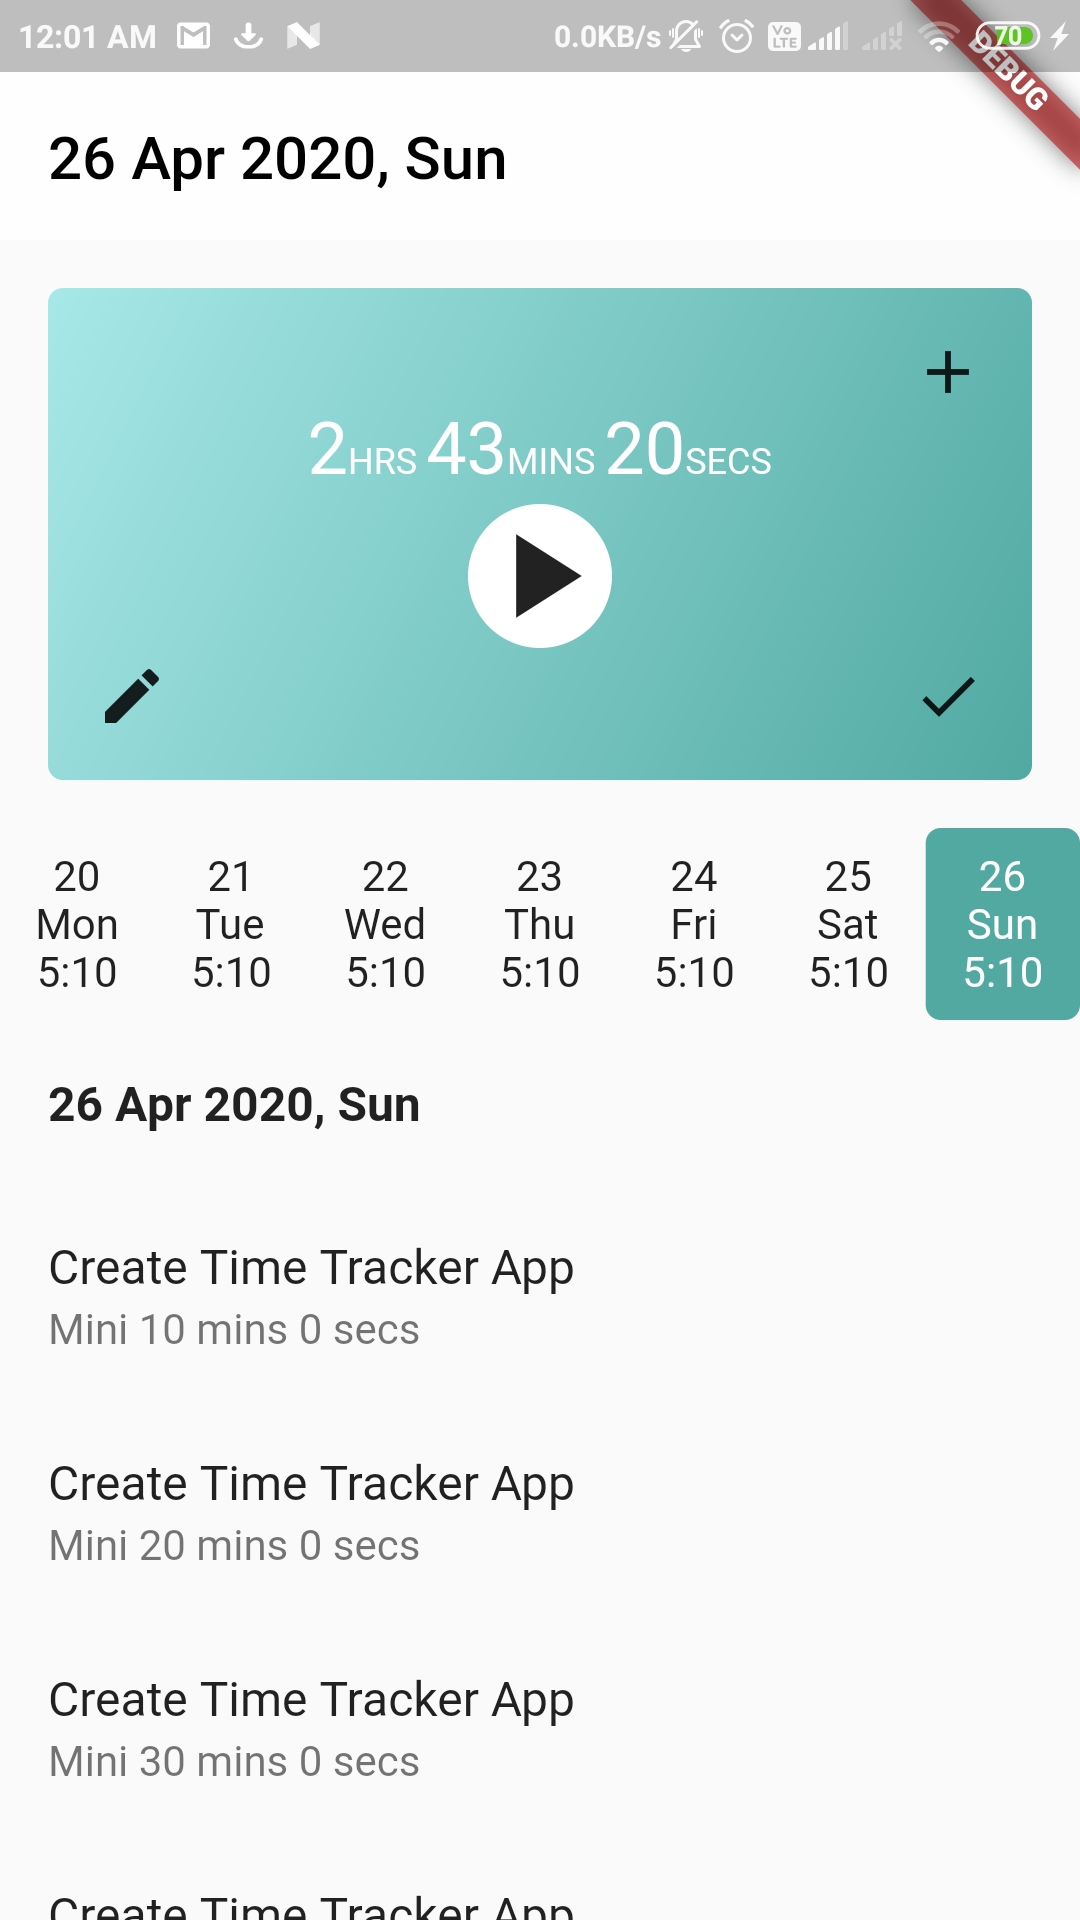 12:01 AM 0.0KB/s Vo LTE 70
DEBUG
26 Apr 2020, Sun
2HRS 43MINS 20SECS
20 21 22 23 24 25 26
Mon Tue Wed Thu Fri Sat Sun
5:10 5:10 5:10 5:10 5:10 5:10 5:10
26 Apr 2020, Sun
Create Time Tracker App
Mini 10 mins 0 secs
Create Time Tracker App
Mini 20 mins 0 secs
Create Time Tracker App
Mini 30 mins 0 secs
Create Time Tracker App